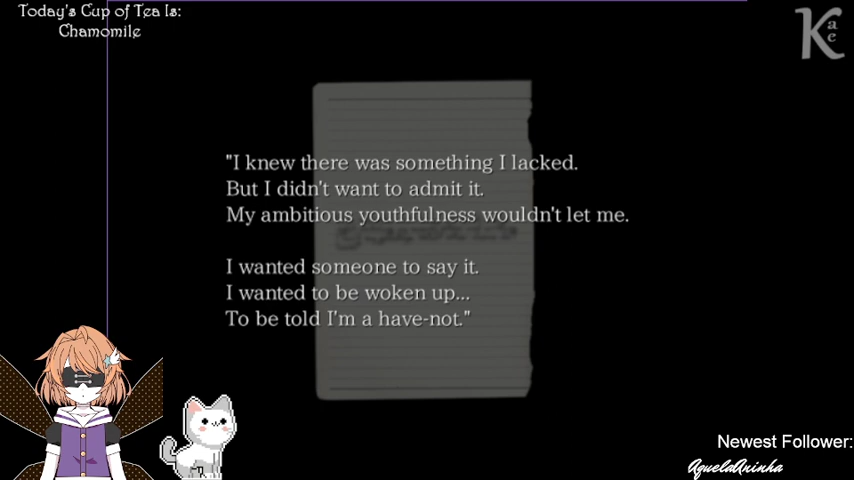 Today's Cup of Tea Is:
Chamomile
Kae
"I knew there was something I lacked.
But I didn't want to admit it.
My ambitious youthfulness wouldn't let me.
I wanted someone to say it.
I wanted to be woken up...
To be told I'm a have-not."
Newest Follower:
AquelaAninha